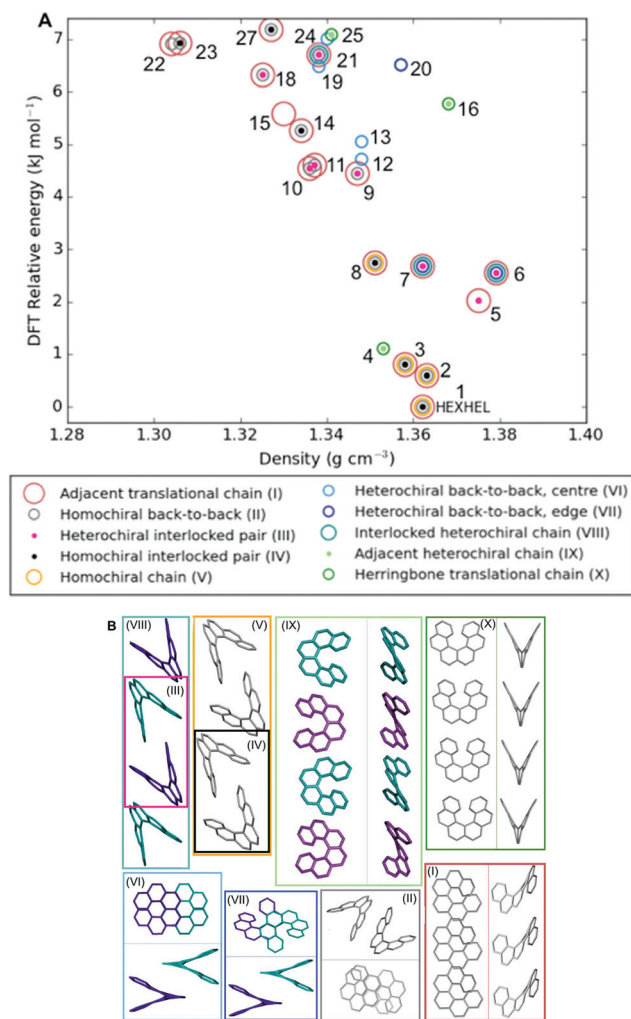 A
DFT Relative energy (kJ mol⁻¹)
7
6
5
4
3
2
1
0
22
23
27
24
25
21
19
18
20
16
15
14
13
12
11
10
9
8
7
6
5
4
3
2
1
HEXHEL
1.28
1.30
1.32
1.34
1.36
1.38
1.40
Density (g cm⁻³)
Adjacent translational chain (I)
Homochiral back-to-back (II)
Heterochiral interlocked pair (III)
Homochiral interlocked pair (IV)
Homochiral chain (V)
Heterochiral back-to-back, centre (VI)
Heterochiral back-to-back, edge (VII)
Interlocked heterochiral chain (VIII)
Adjacent heterochiral chain (IX)
Herringbone translational chain (X)
B
(VIII)
(III)
(V)
(IV)
(IX)
(X)
(VI)
(VII)
(II)
(I)